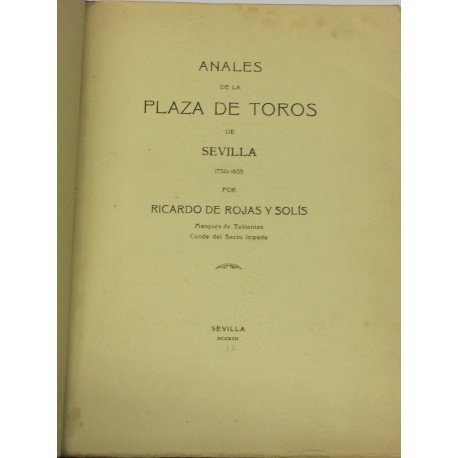 ANALES
DE LA
PLAZA DE TOROS
DE
SEVILLA
1730-1835
POR
RICARDO DE ROJAS Y SOLÍS
Marqués de Tablantes
Conde del Sacro Imperio
SEVILLA